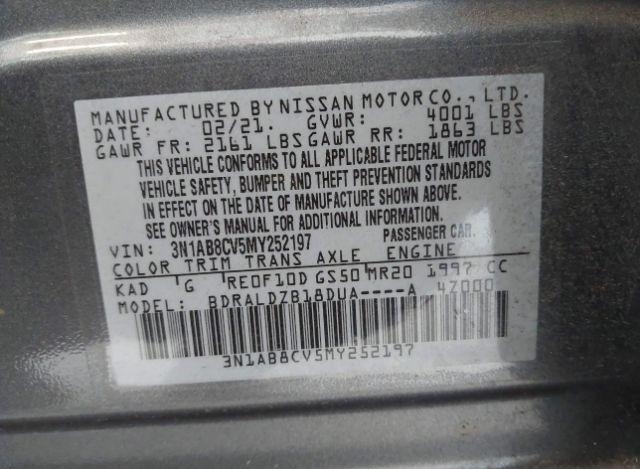 MANUFACTURED BY NISSAN MOTOR CO., LTD.
DATE: 02/21. GVWR: 4001 LBS
GAWR FR: 2161 LBS GAWR RR: 1863 LBS
THIS VEHICLE CONFORMS TO ALL APPLICABLE FEDERAL MOTOR
VEHICLE SAFETY, BUMPER AND THEFT PREVENTION STANDARDS
IN EFFECT ON THE DATE OF MANUFACTURE SHOWN ABOVE.
SEE OWNER'S MANUAL FOR ADDITIONAL INFORMATION.
VIN: 3N1AB8CV5MY252197 PASSENGER CAR.
COLOR TRIM TRANS AXLE ENGINE
KAD G RE0F10D GS50 MR20 1997 CC
MODEL: BDRALDZB18DUA----A 4Z000
3N1AB8CV5MY252197